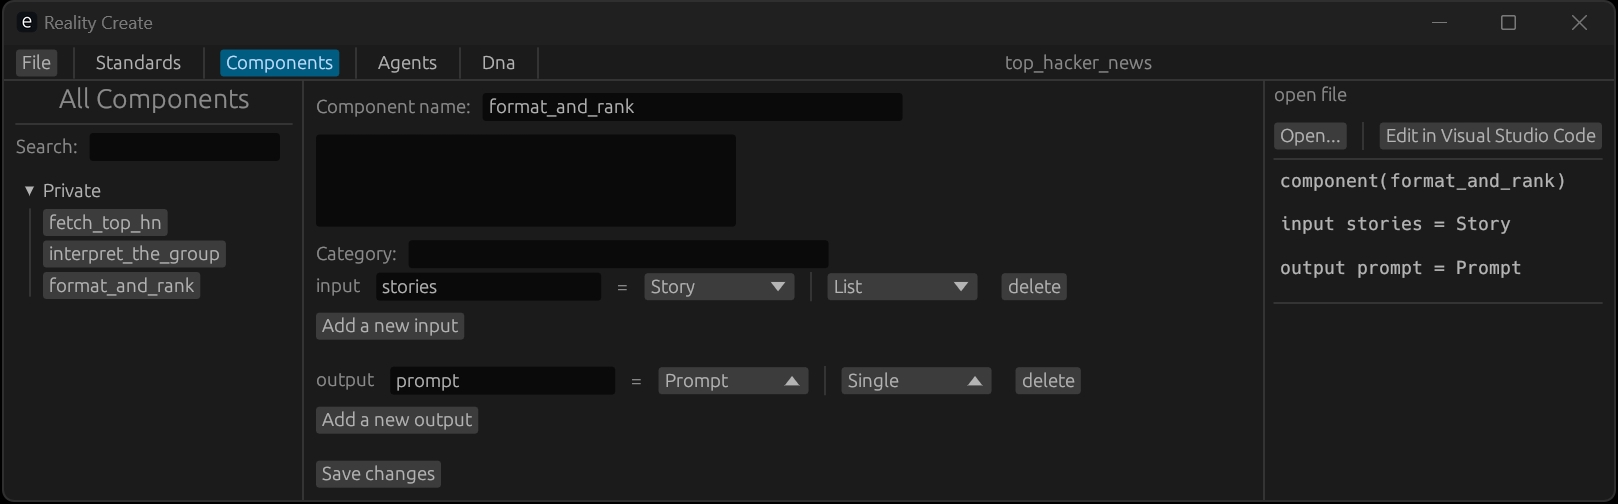 e Reality Create
File Standards Components Agents Dna top_hacker_news
All Components
Search:
Private
fetch_top_hn
interpret_the_group
format_and_rank
Component name: format_and_rank
Category:
input stories = Story List delete
Add a new input
output prompt = Prompt Single delete
Add a new output
Save changes
open file
Open... Edit in Visual Studio Code
component(format_and_rank)
input stories = Story
output prompt = Prompt